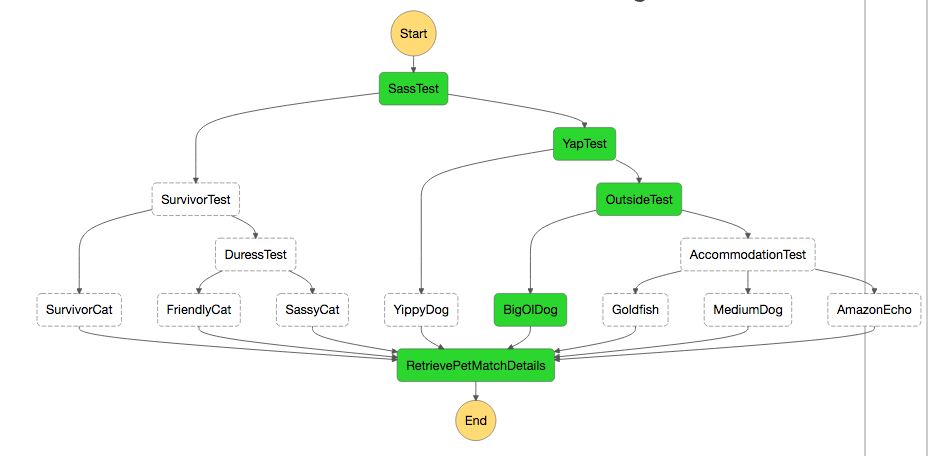 Start
SassTest
YapTest
SurvivorTest
OutsideTest
DuressTest
AccommodationTest
SurvivorCat
FriendlyCat
SassyCat
YippyDog
BigOlDog
Goldfish
MediumDog
AmazonEcho
RetrievePetMatchDetails
End